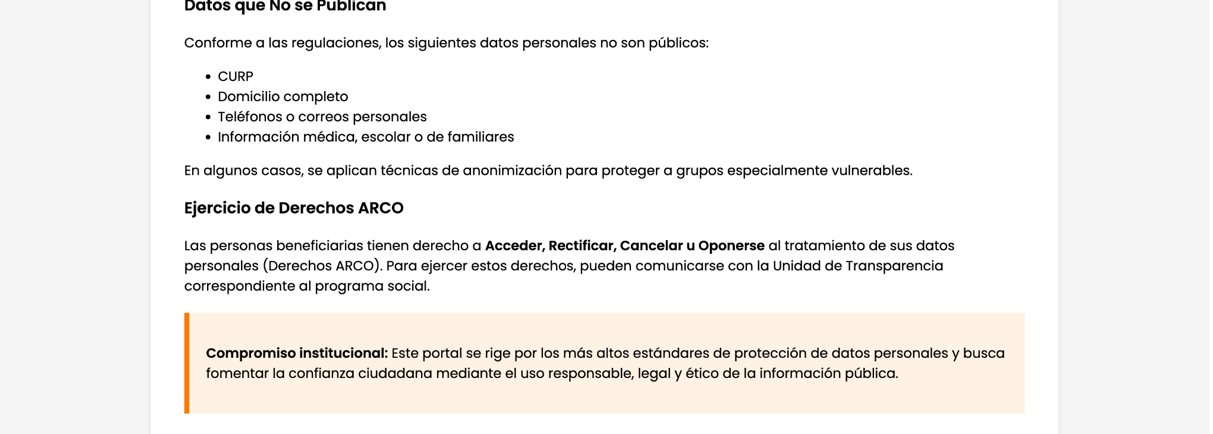 Datos que No se Publican
Conforme a las regulaciones, los siguientes datos personales no son públicos:
• CURP
• Domicilio completo
• Teléfonos o correos personales
• Información médica, escolar o de familiares
En algunos casos, se aplican técnicas de anonimización para proteger a grupos especialmente vulnerables.
Ejercicio de Derechos ARCO
Las personas beneficiarias tienen derecho a Acceder, Rectificar, Cancelar u Oponerse al tratamiento de sus datos
personales (Derechos ARCO). Para ejercer estos derechos, pueden comunicarse con la Unidad de Transparencia
correspondiente al programa social.
Compromiso institucional: Este portal se rige por los más altos estándares de protección de datos personales y busca
fomentar la confianza ciudadana mediante el uso responsable, legal y ético de la información pública.